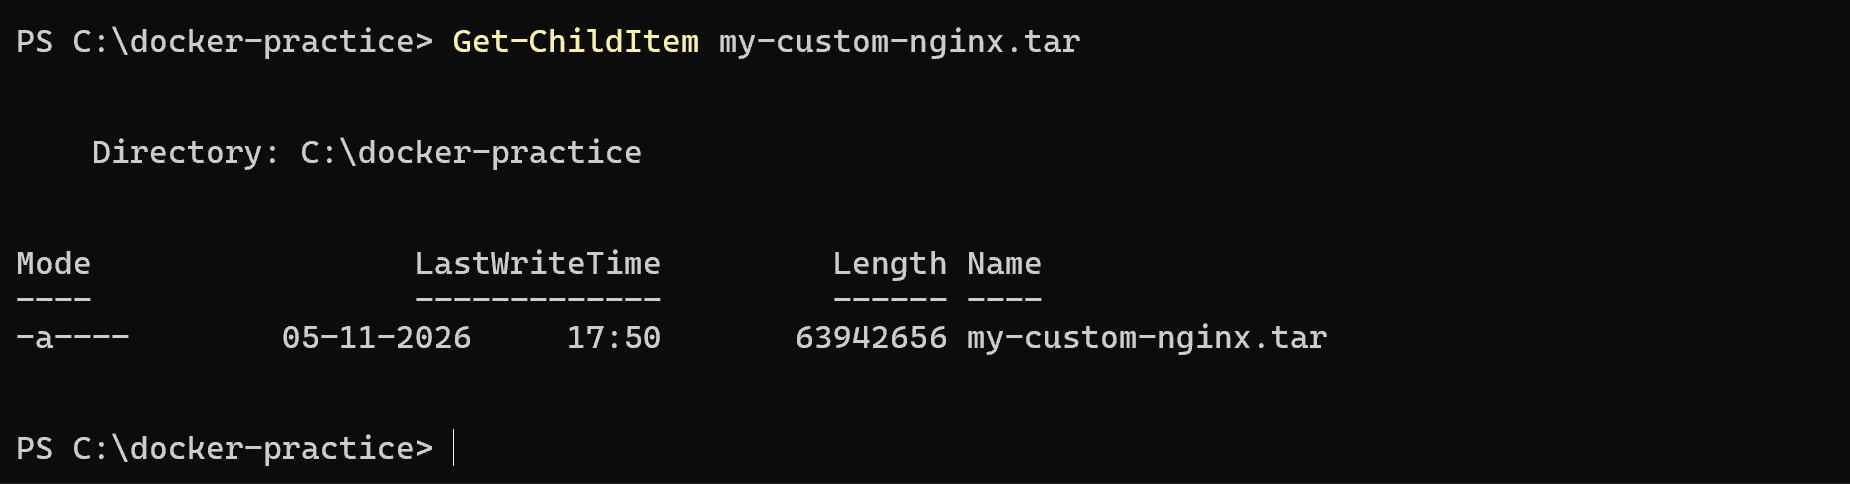 PS C:\docker-practice> Get-ChildItem my-custom-nginx.tar
Directory: C:\docker-practice
Mode LastWriteTime Length Name
---- ------------- ------ ----
-a---- 05-11-2026 17:50 63942656 my-custom-nginx.tar
PS C:\docker-practice>